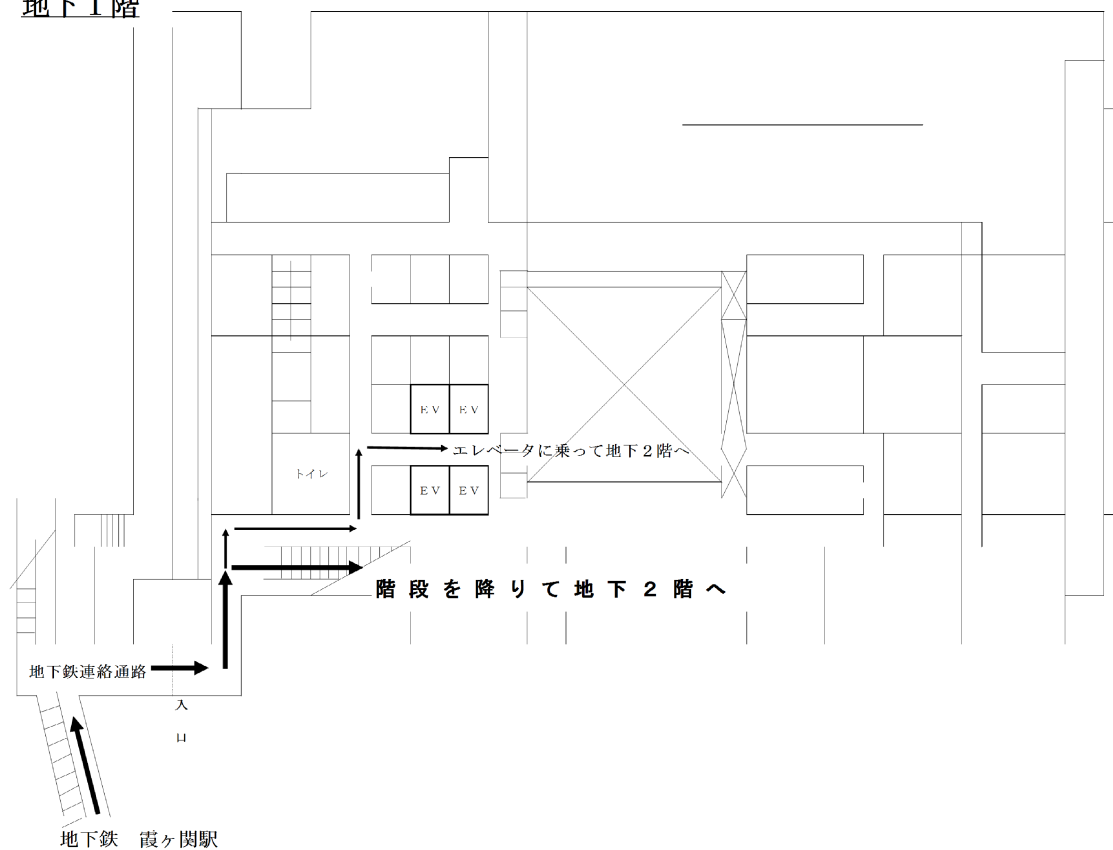 地下１階
EV EV
エレベータに乗って地下２階へ
トイレ
EV EV
階段を降りて地下２階へ
地下鉄連絡通路
入
口
地下鉄　霞ヶ関駅